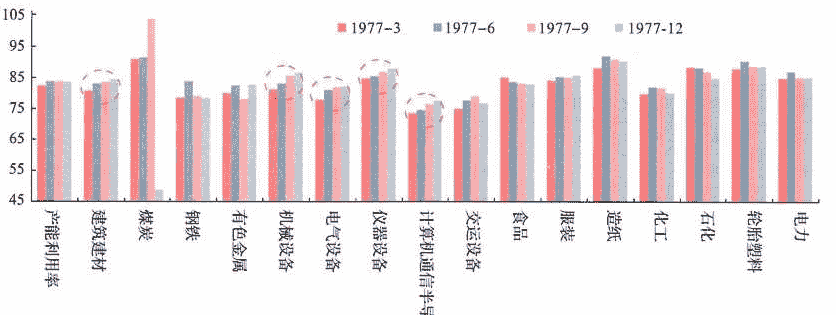 1977-3 1977-6 1977-9 1977-12
105
95
85
75
65
55
45
产能利用率
建筑建材
煤炭
钢铁
有色金属
机械设备
电气设备
仪器设备
计算机通信半导
交运设备
食品
服装
造纸
化工
石化
轮胎塑料
电力